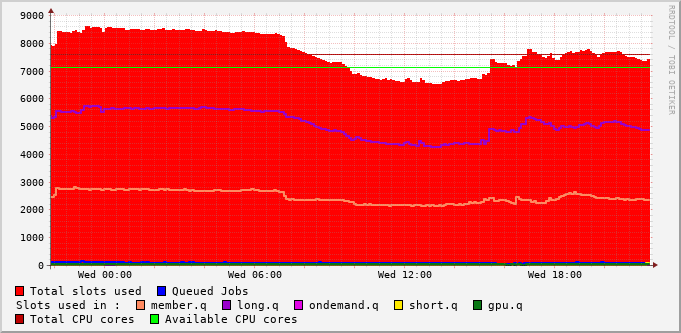 9000
8000
7000
6000
5000
4000
3000
2000
1000
0
Wed 00:00 Wed 06:00 Wed 12:00 Wed 18:00
Total slots used Queued Jobs
Slots used in : member.q long.q ondemand.q short.q gpu.q
Total CPU cores Available CPU cores
RRDTOOL / TOBI OETIKER